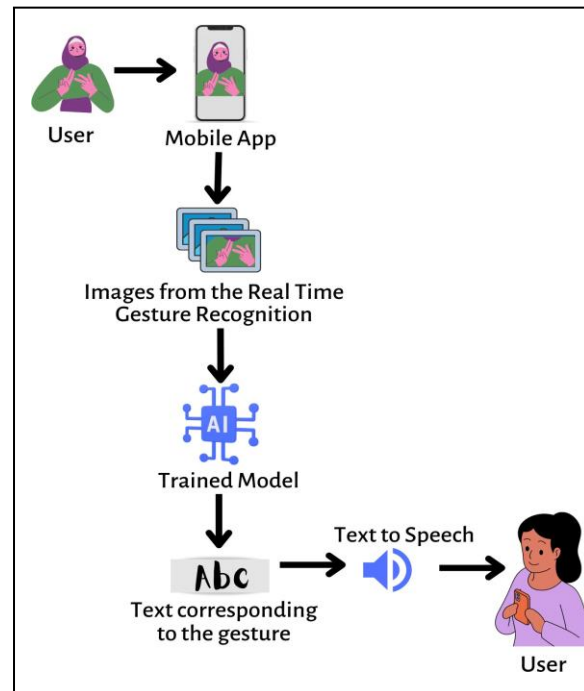 User
Mobile App
Images from the Real Time
Gesture Recognition
AI
Trained Model
Abc
Text corresponding
to the gesture
Text to Speech
User